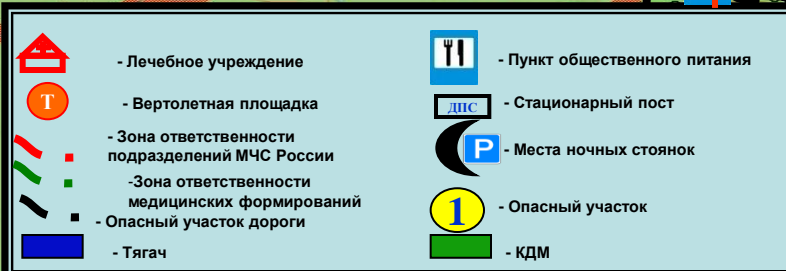 - Лечебное учреждение
Т
- Вертолетная площадка
- Зона ответственности
подразделений МЧС России
-Зона ответственности
медицинских формирований
- Опасный участок дороги
- Тягач
- Пункт общественного питания
ДПС
- Стационарный пост
P
- Места ночных стоянок
1
- Опасный участок
- КДМ